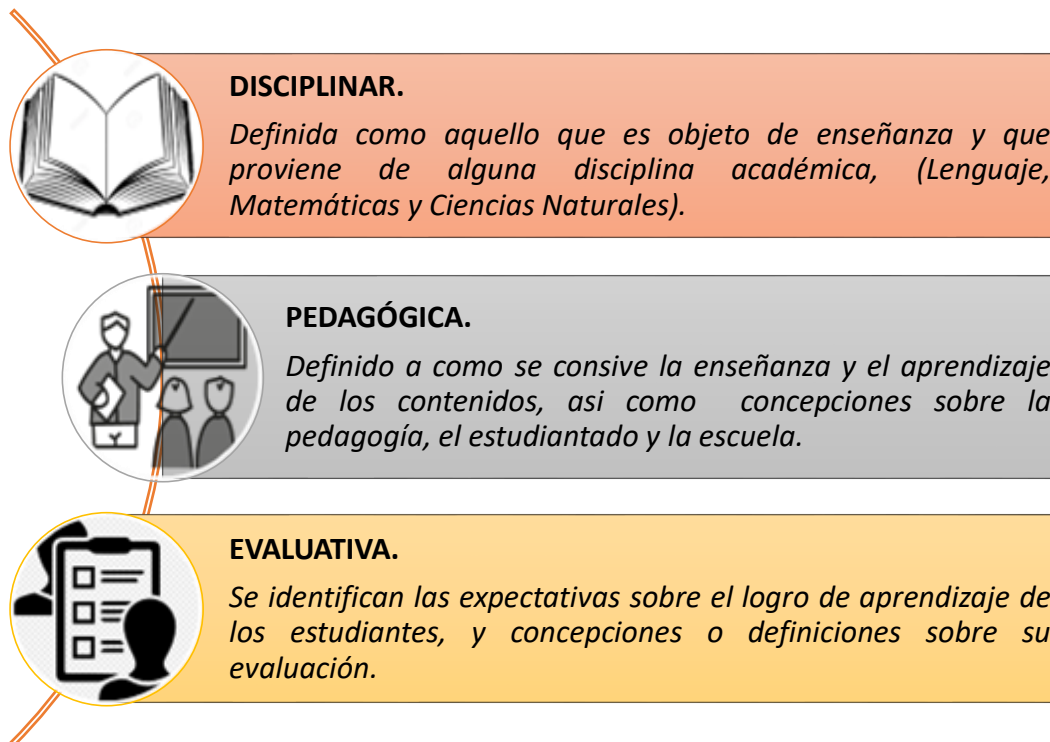 DISCIPLINAR.
Definida como aquello que es objeto de enseñanza y que
proviene de alguna disciplina académica, (Lenguaje,
Matemáticas y Ciencias Naturales).
PEDAGÓGICA.
Definido a como se consive la enseñanza y el aprendizaje
de los contenidos, asi como concepciones sobre la
pedagogía, el estudiantado y la escuela.
EVALUATIVA.
Se identifican las expectativas sobre el logro de aprendizaje de
los estudiantes, y concepciones o definiciones sobre su
evaluación.